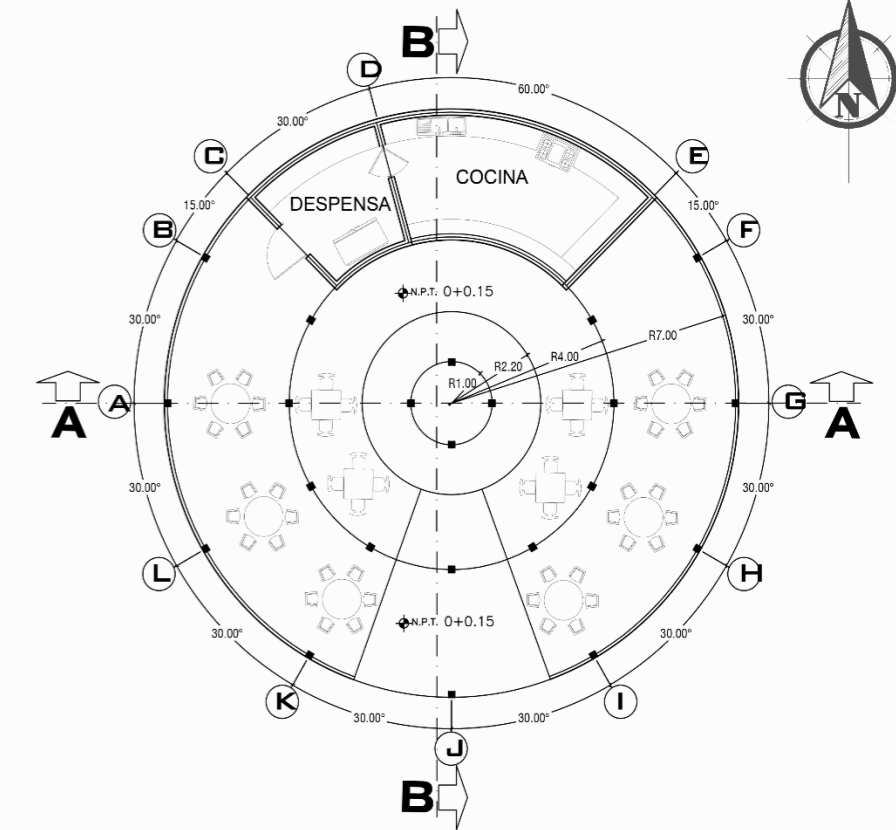 B
N
D
60.00°
30.00°
C
E
COCINA
15.00°
DESPENSA
15.00°
B
F
N.P.T. 0+0.15
30.00°
30.00°
R7.00
R4.00
R2.20
R1.00
A
G
A
A
30.00°
30.00°
L
H
N.P.T. 0+0.15
30.00°
30.00°
K
I
30.00°
30.00°
J
B